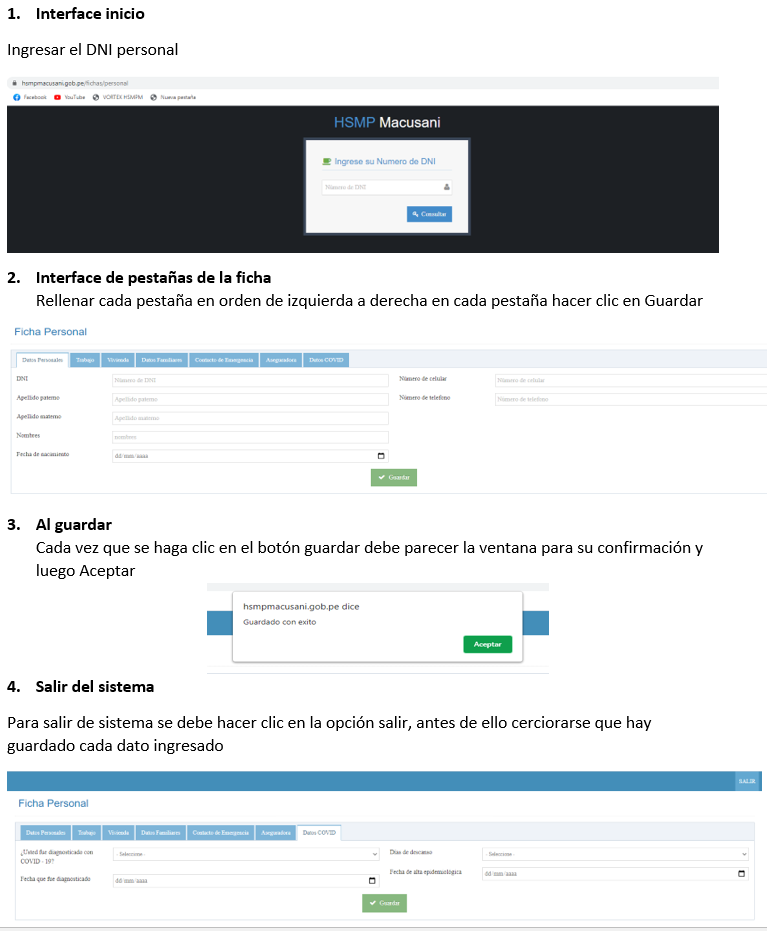 1. Interface inicio
Ingresar el DNI personal
hsmpmacusani.gob.pe/fichas/personal
Facebook YouTube VORTEX HSMPM Nueva pestaña
HSMP Macusani
Ingrese su Numero de DNI
Número de DNI
Consultar
2. Interface de pestañas de la ficha
Rellenar cada pestaña en orden de izquierda a derecha en cada pestaña hacer clic en Guardar
Ficha Personal
Datos Personales Trabajo Vivienda Datos Familiares Contacto de Emergencia Aseguradora Datos COVID
DNI Número de DNI Número de celular Número de celular
Apellido paterno Apellido paterno Número de telefono Número de telefono
Apellido materno Apellido materno
Nombres nombres
Fecha de nacimiento dd/mm/aaaa
Guardar
3. Al guardar
Cada vez que se haga clic en el botón guardar debe parecer la ventana para su confirmación y
luego Aceptar
hsmpmacusani.gob.pe dice
Guardado con exito
Aceptar
4. Salir del sistema
Para salir de sistema se debe hacer clic en la opción salir, antes de ello cerciorarse que hay
guardado cada dato ingresado
SALIR
Ficha Personal
Datos Personales Trabajo Vivienda Datos Familiares Contacto de Emergencia Aseguradora Datos COVID
¿Usted fue diagnosticado con - Seleccione - Dias de descanso - Seleccione -
COVID - 19?
Fecha que fue diagnosticado dd/mm/aaaa Fecha de alta epidemiológica dd/mm/aaaa
Guardar